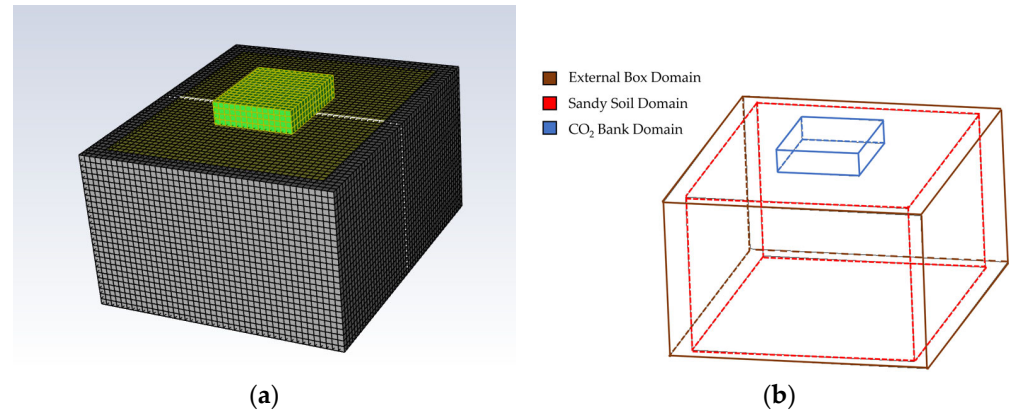 External Box Domain
Sandy Soil Domain
CO₂ Bank Domain
(a)
(b)